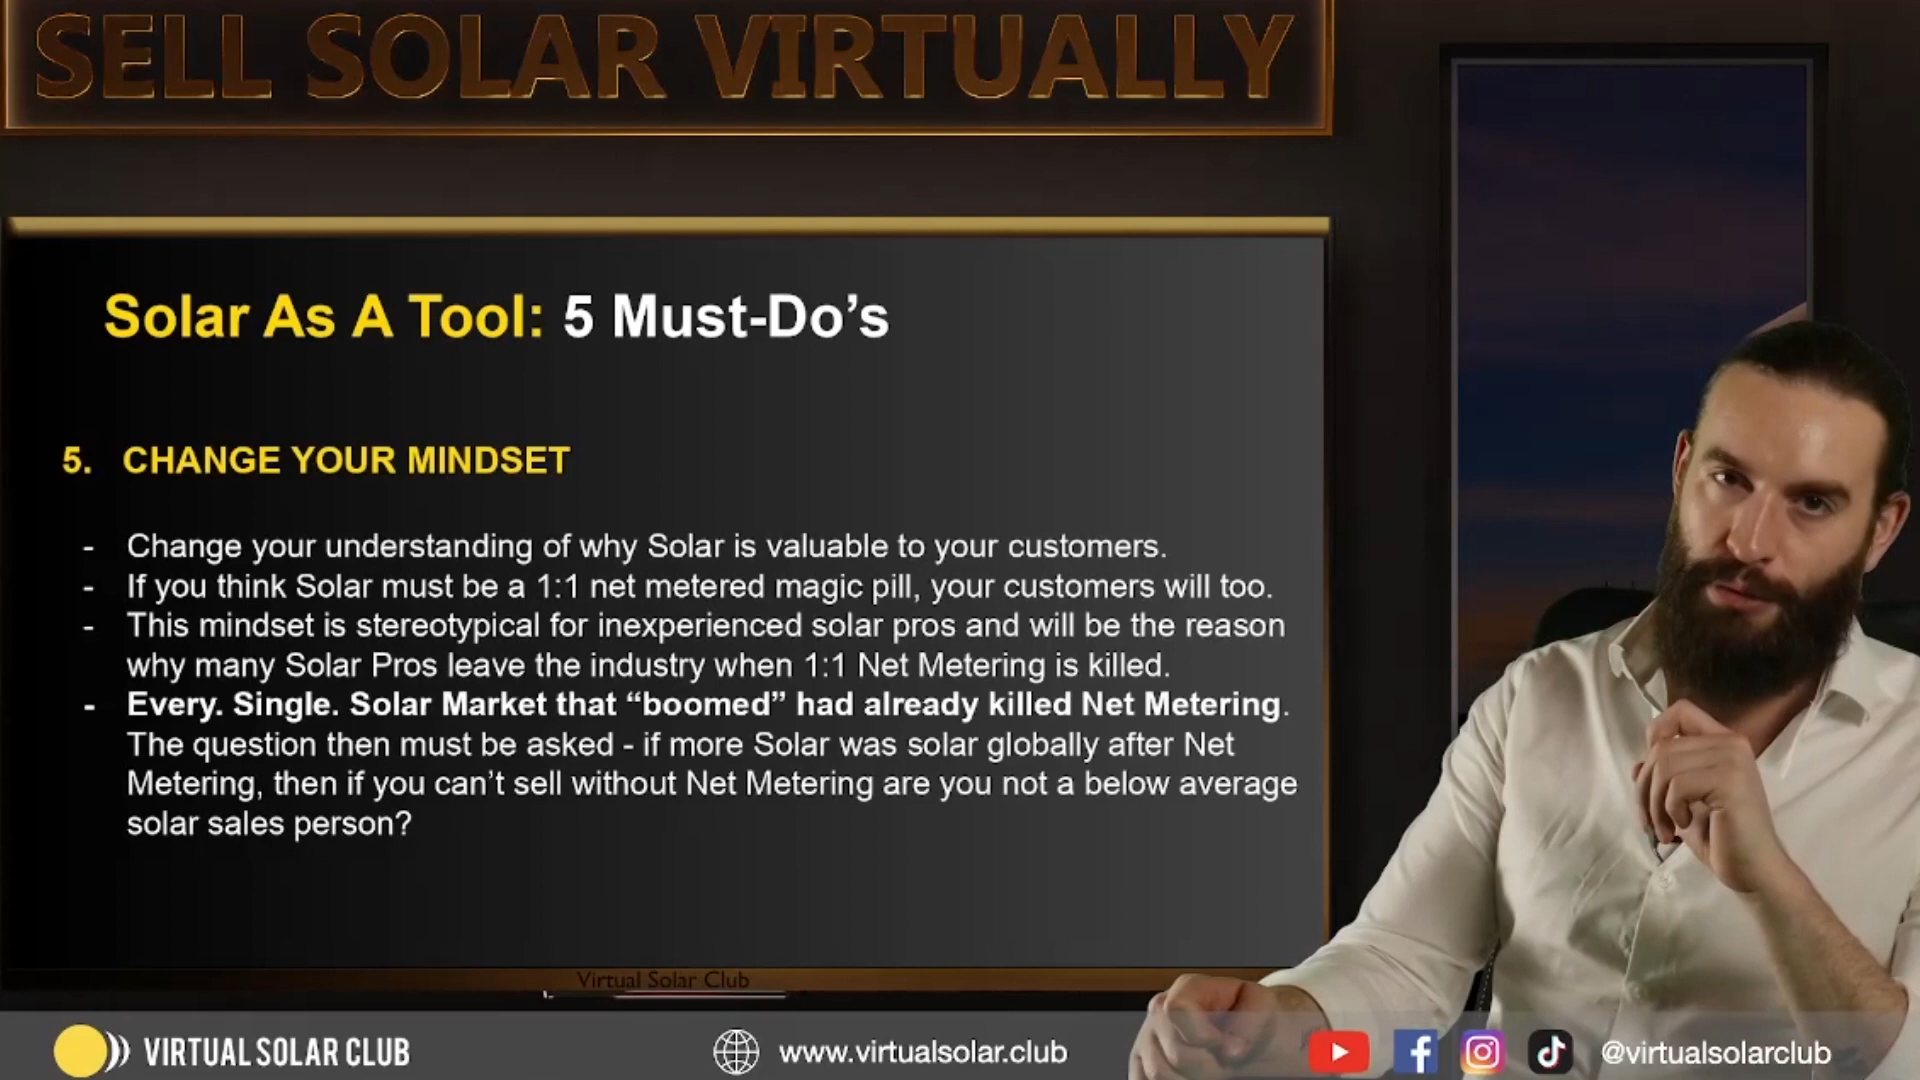 SELL SOLAR VIRTUALLY
Solar As A Tool: 5 Must-Do’s
5. CHANGE YOUR MINDSET
- Change your understanding of why Solar is valuable to your customers.
- If you think Solar must be a 1:1 net metered magic pill, your customers will too.
- This mindset is stereotypical for inexperienced solar pros and will be the reason
why many Solar Pros leave the industry when 1:1 Net Metering is killed.
- Every. Single. Solar Market that “boomed” had already killed Net Metering.
The question then must be asked - if more Solar was solar globally after Net
Metering, then if you can’t sell without Net Metering are you not a below average
solar sales person?
Virtual Solar Club
VIRTUAL SOLAR CLUB
www.virtualsolar.club
@virtualsolarclub